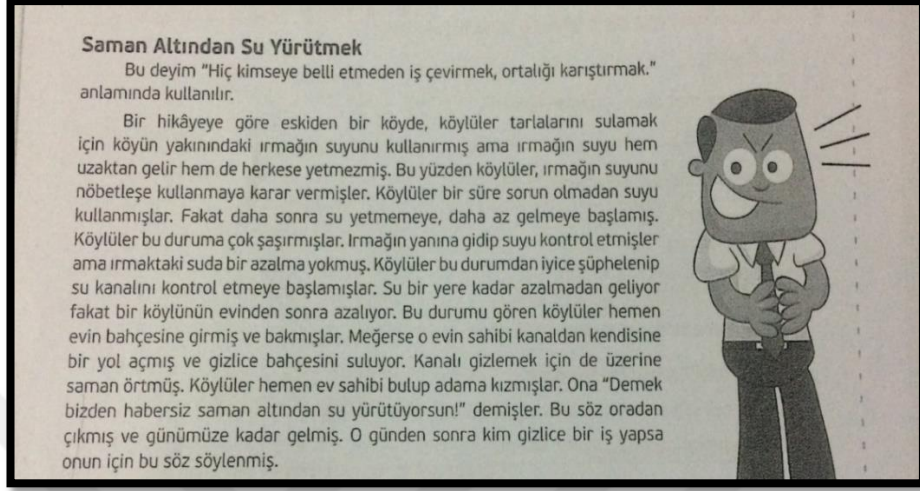 Saman Altından Su Yürütmek
Bu deyim "Hiç kimseye belli etmeden iş çevirmek, ortalığı karıştırmak."
anlamında kullanılır.
Bir hikâyeye göre eskiden bir köyde, köylüler tarlalarını sulamak
için köyün yakınındaki ırmağın suyunu kullanırmış ama ırmağın suyu hem
uzaktan gelir hem de herkese yetmezmiş. Bu yüzden köylüler, ırmağın suyunu
nöbetleşe kullanmaya karar vermişler. Köylüler bir süre sorun olmadan suyu
kullanmışlar. Fakat daha sonra su yetmemeye, daha az gelmeye başlamış.
Köylüler bu duruma çok şaşırmışlar. Irmağın yanına gidip suyu kontrol etmişler
ama ırmaktaki suda bir azalma yokmuş. Köylüler bu durumdan iyice şüphelenip
su kanalını kontrol etmeye başlamışlar. Su bir yere kadar azalmadan geliyor
fakat bir köylünün evinden sonra azalıyor. Bu durumu gören köylüler hemen
evin bahçesine girmiş ve bakmışlar. Meğerse o evin sahibi kanaldan kendisine
bir yol açmış ve gizlice bahçesini suluyor. Kanalı gizlemek için de üzerine
saman örtmüş. Köylüler hemen ev sahibi bulup adama kızmışlar. Ona "Demek
bizden habersiz saman altından su yürütüyorsun!" demişler. Bu söz oradan
çıkmış ve günümüze kadar gelmiş. O günden sonra kim gizlice bir iş yapsa
onun için bu söz söylenmiş.